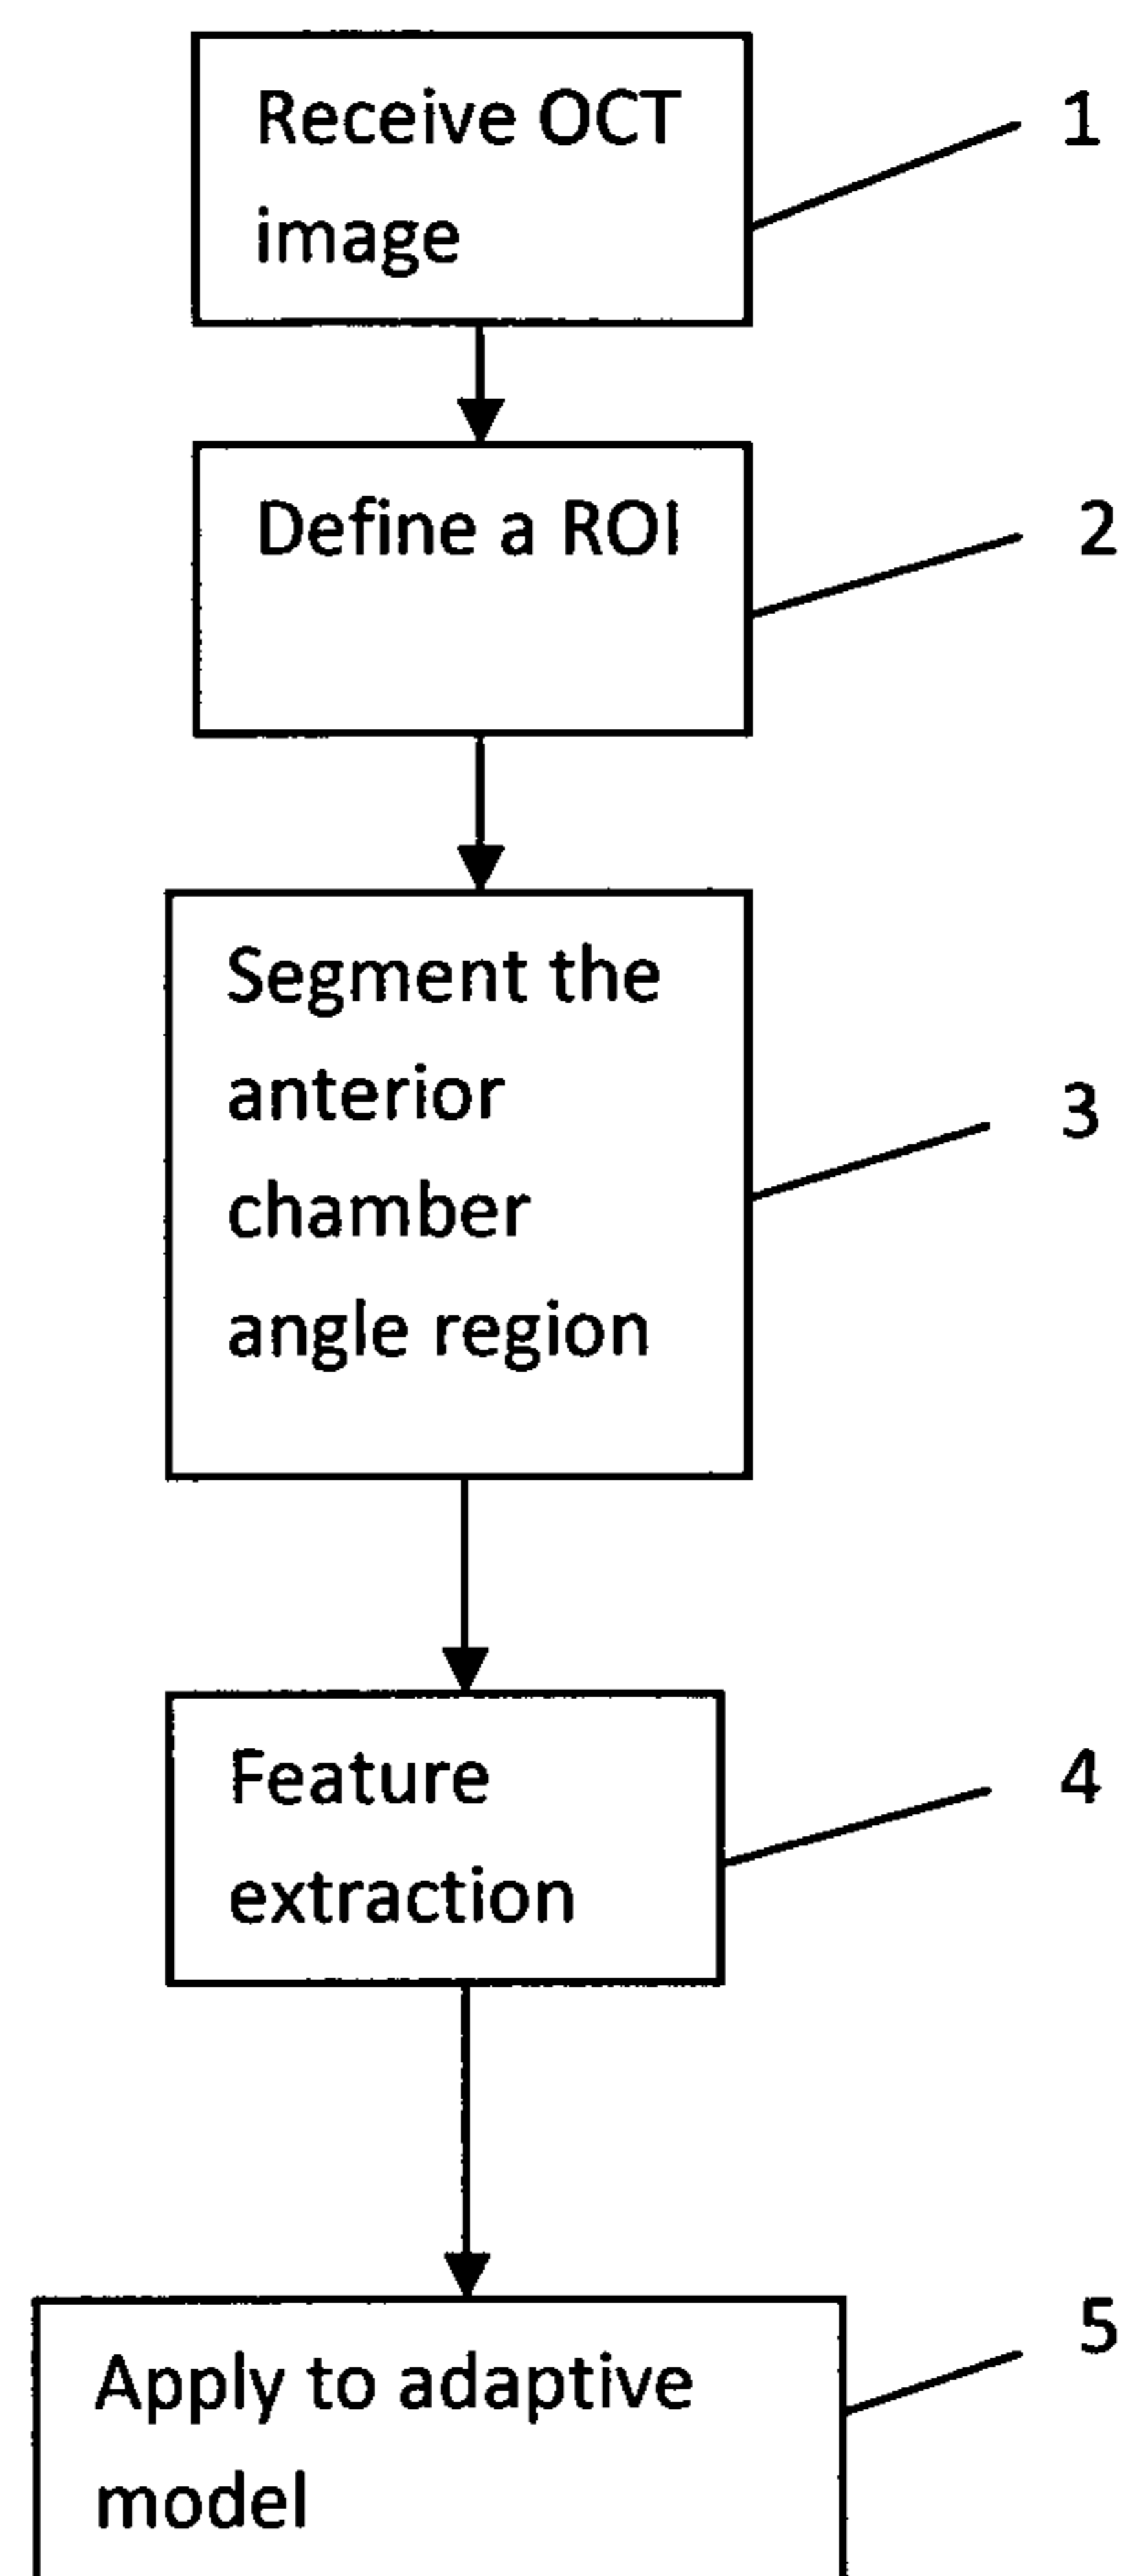 Receive OCT
image
1
Define a ROI
2
Segment the
anterior
chamber
angle region
3
Feature
extraction
4
Apply to adaptive
model
5